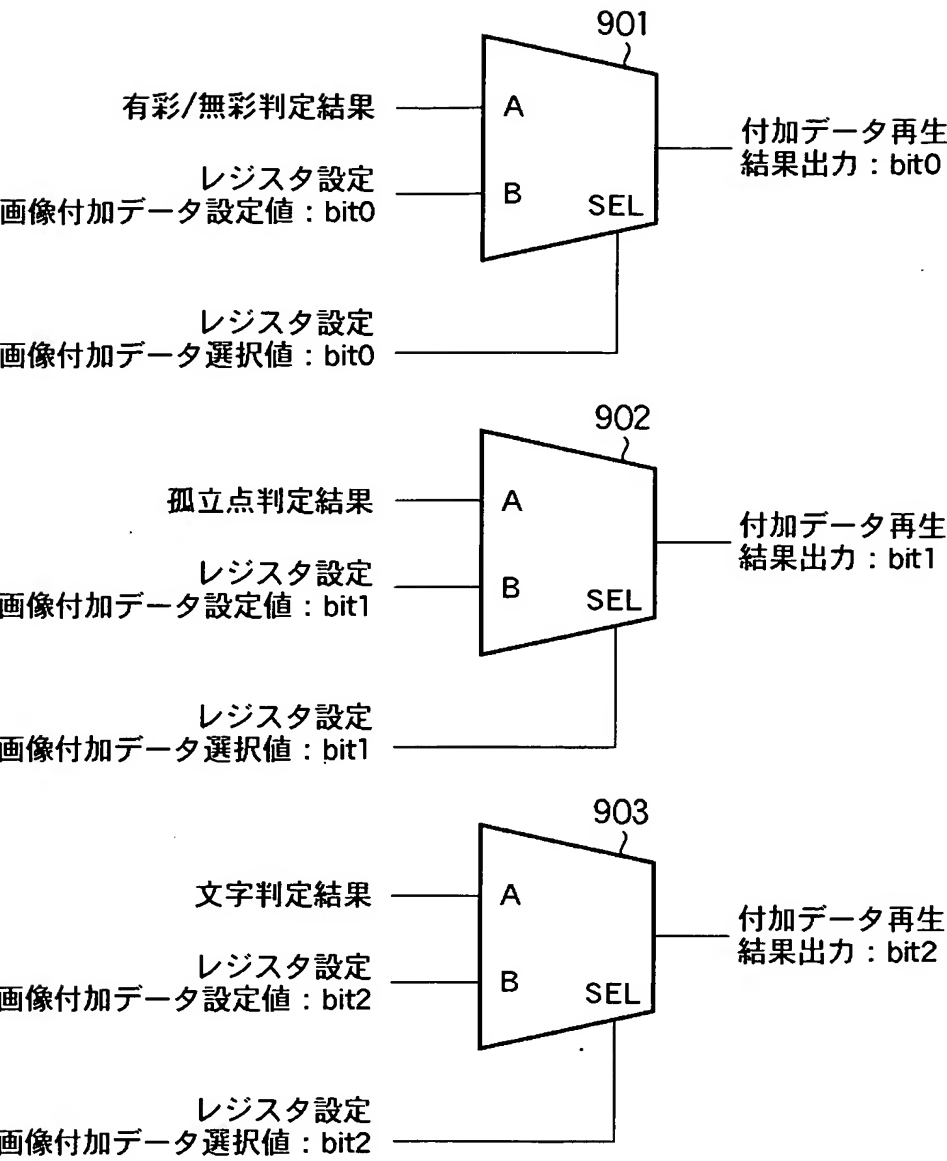 901
有彩/無彩判定結果
A
レジスタ設定
画像付加データ設定値：bit0
B
SEL
付加データ再生
結果出力：bit0
レジスタ設定
画像付加データ選択値：bit0
902
孤立点判定結果
A
レジスタ設定
画像付加データ設定値：bit1
B
SEL
付加データ再生
結果出力：bit1
レジスタ設定
画像付加データ選択値：bit1
903
文字判定結果
A
レジスタ設定
画像付加データ設定値：bit2
B
SEL
付加データ再生
結果出力：bit2
レジスタ設定
画像付加データ選択値：bit2